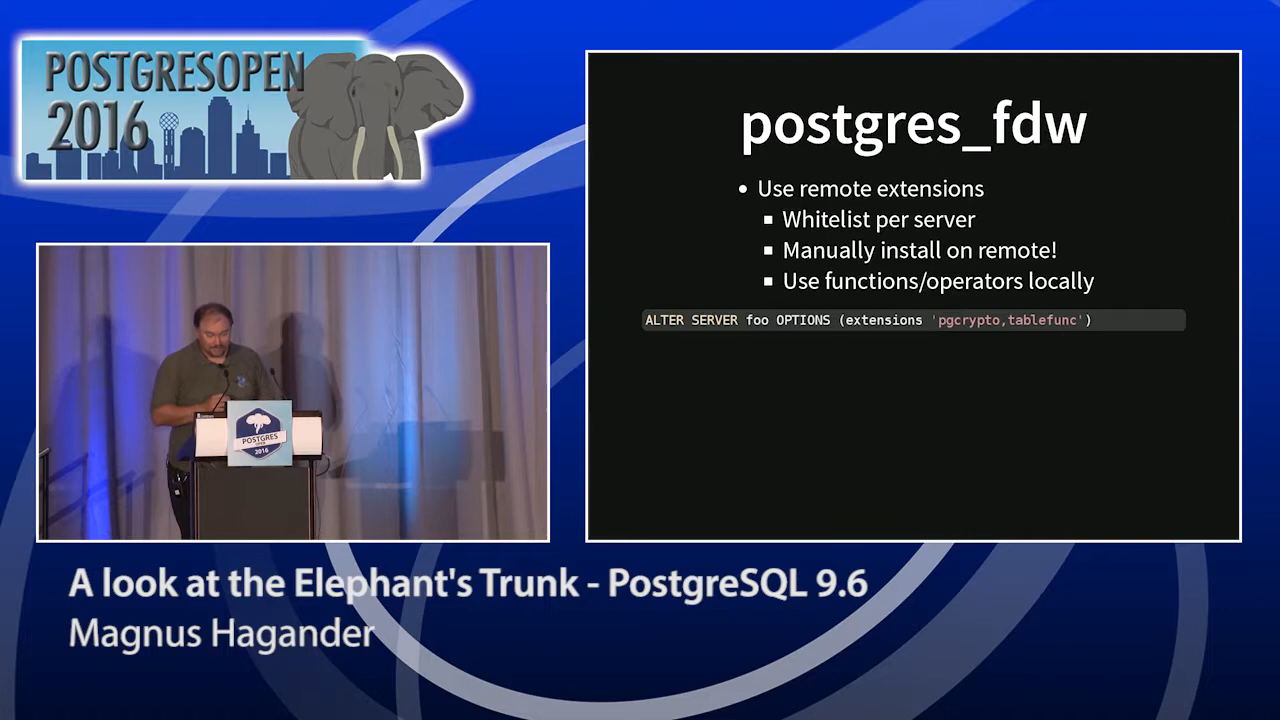 POSTGRESOPEN
2016
postgres_fdw
Use remote extensions
Whitelist per server
Manually install on remote!
Use functions/operators locally
ALTER SERVER foo OPTIONS (extensions 'pgcrypto,tablefunc')
POSTGRES
OPEN
2016
A look at the Elephant's Trunk - PostgreSQL 9.6
Magnus Hagander